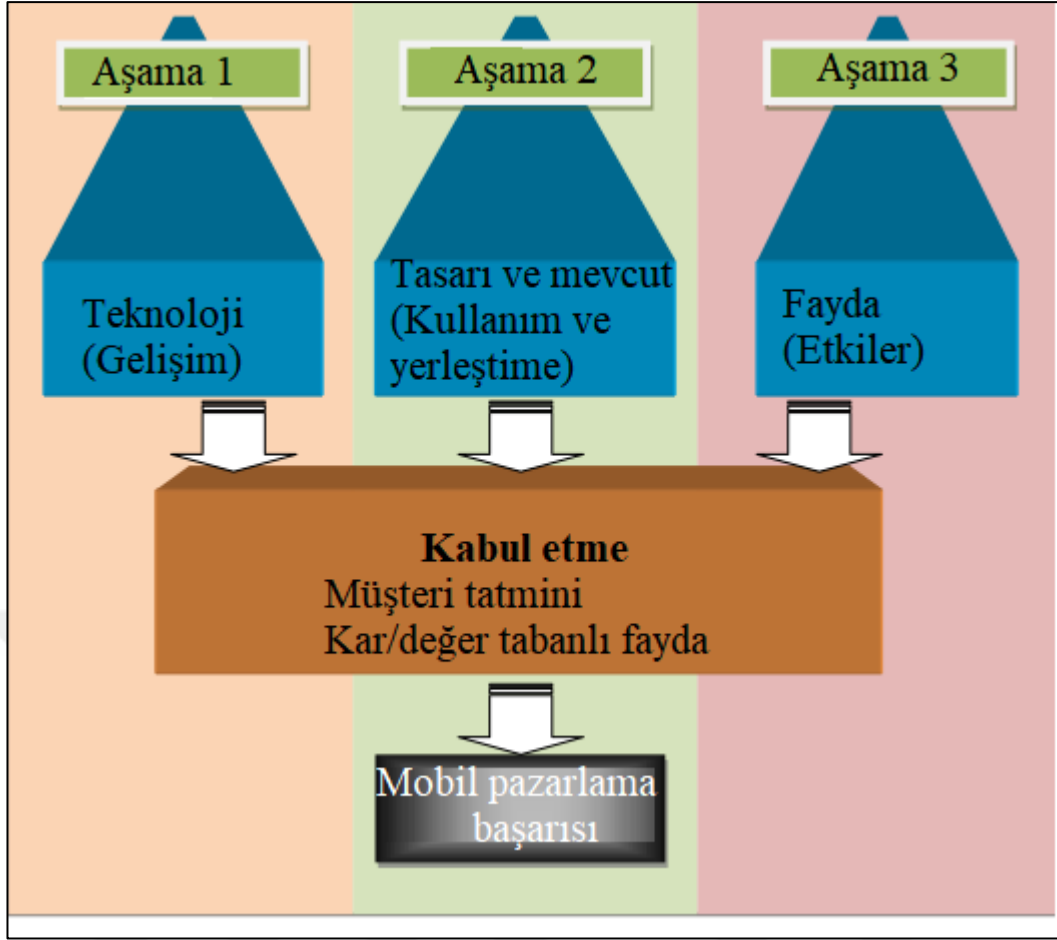 Aşama 1
Aşama 2
Aşama 3
Teknoloji
(Gelişim)
Tasarı ve mevcut
(Kullanım ve
yerleştime)
Fayda
(Etkiler)
Kabul etme
Müşteri tatmini
Kar/değer tabanlı fayda
Mobil pazarlama
başarısı